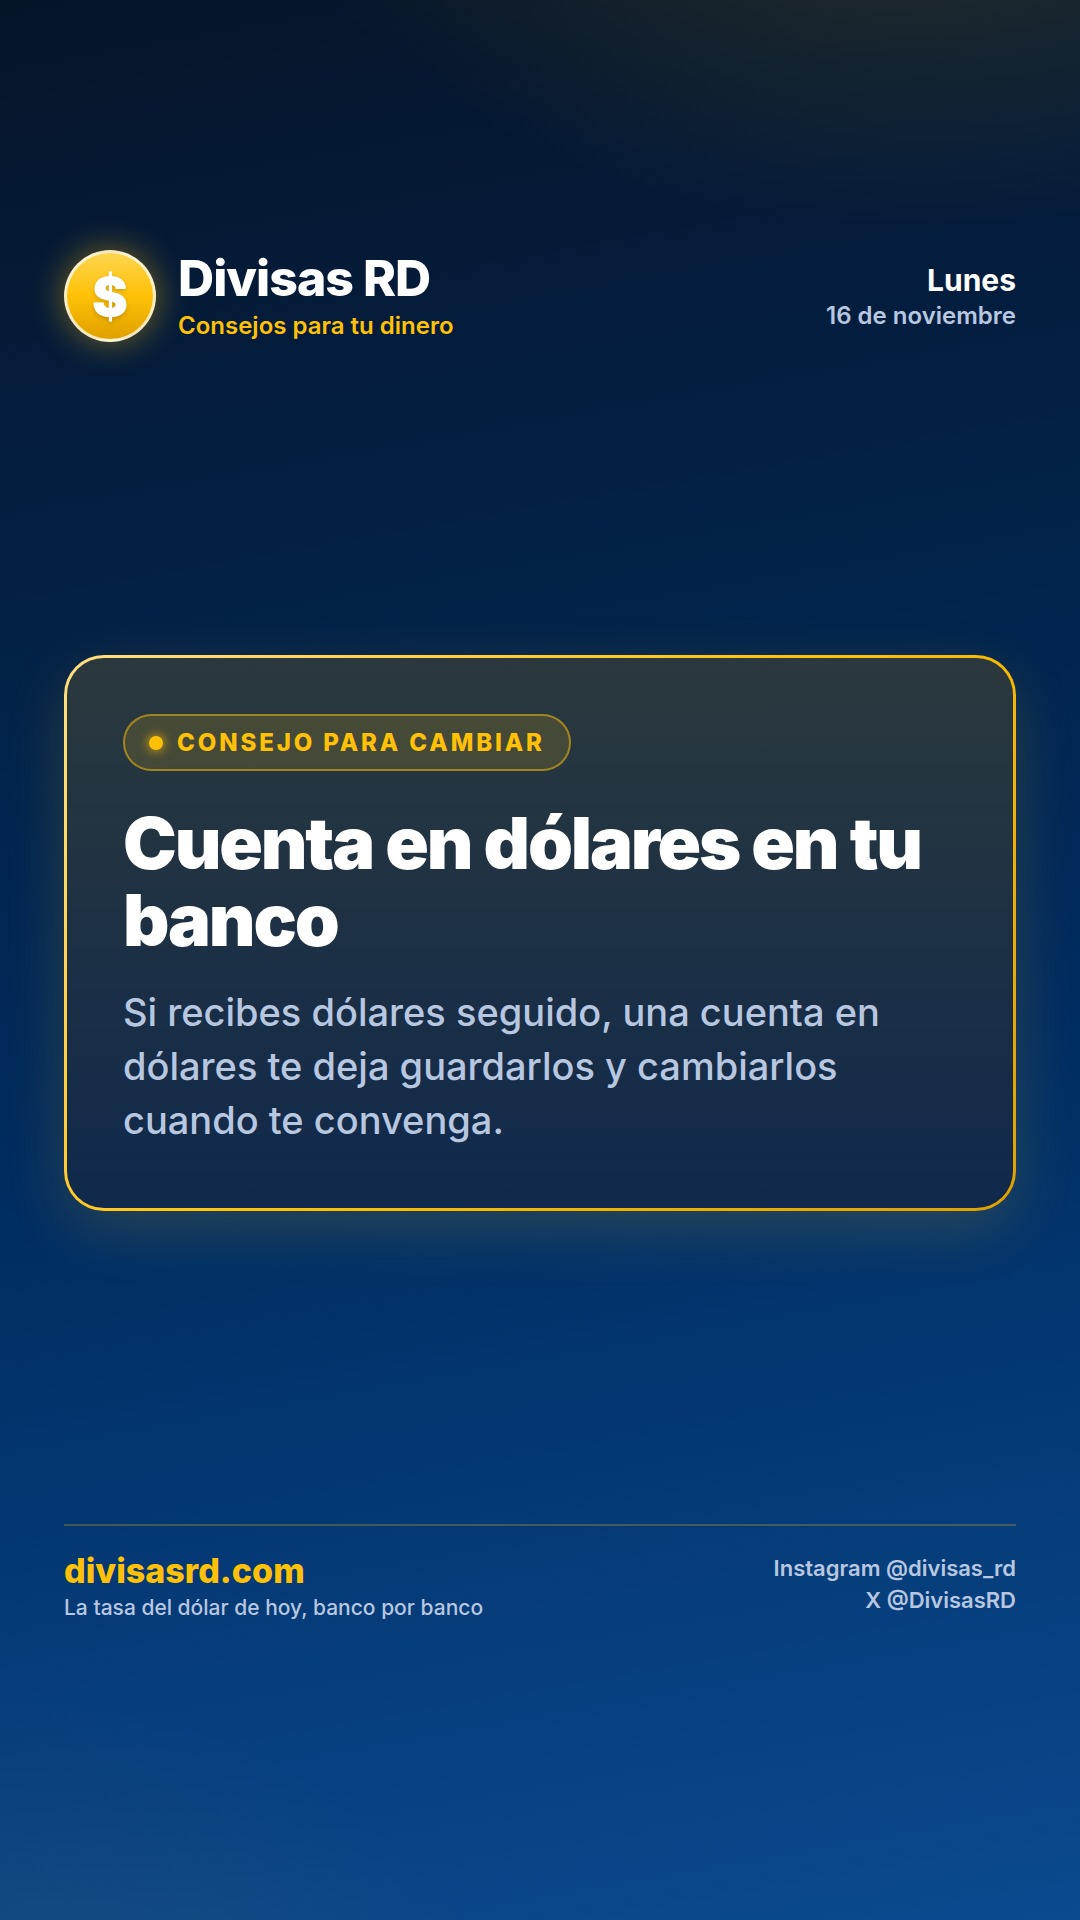 $
Divisas RD
Consejos para tu dinero
Lunes
16 de noviembre
CONSEJO PARA CAMBIAR
Cuenta en dólares en tu
banco
Si recibes dólares seguido, una cuenta en
dólares te deja guardarlos y cambiarlos
cuando te convenga.
divisasrd.com
La tasa del dólar de hoy, banco por banco
Instagram @divisas_rd
X @DivisasRD